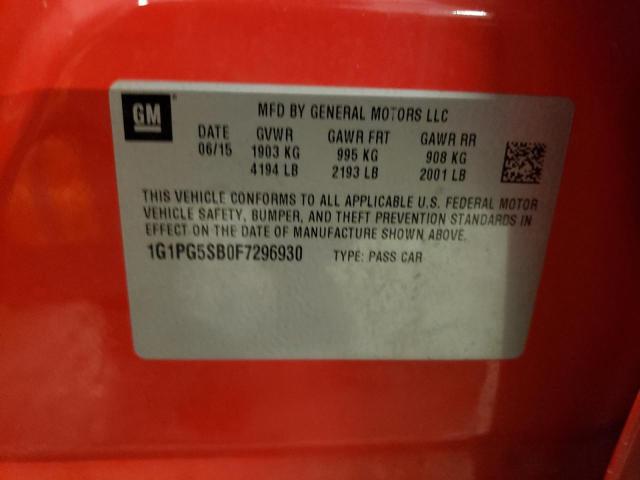 GM
MFD BY GENERAL MOTORS LLC
DATE GVWR GAWR FRT GAWR RR
06/15 1903 KG 995 KG 908 KG
4194 LB 2193 LB 2001 LB
THIS VEHICLE CONFORMS TO ALL APPLICABLE U.S. FEDERAL MOTOR
VEHICLE SAFETY, BUMPER, AND THEFT PREVENTION STANDARDS IN
EFFECT ON THE DATE OF MANUFACTURE SHOWN ABOVE.
1G1PG5SB0F7296930 TYPE: PASS CAR